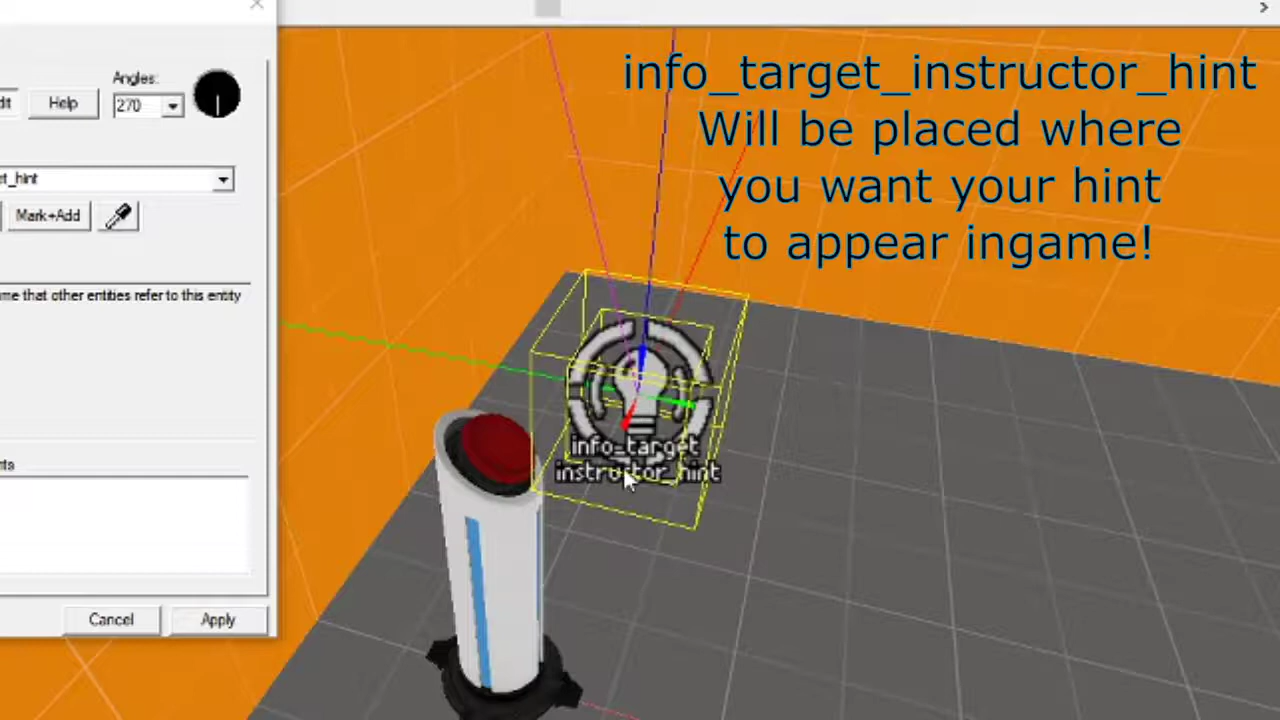 info_target_instructor_hint
Will be placed where
you want your hint
to appear ingame!
Angles:
Help
270
t_hint
Mark+Add
me that other entities refer to this entity
info_target
instructor_hint
Cancel
Apply